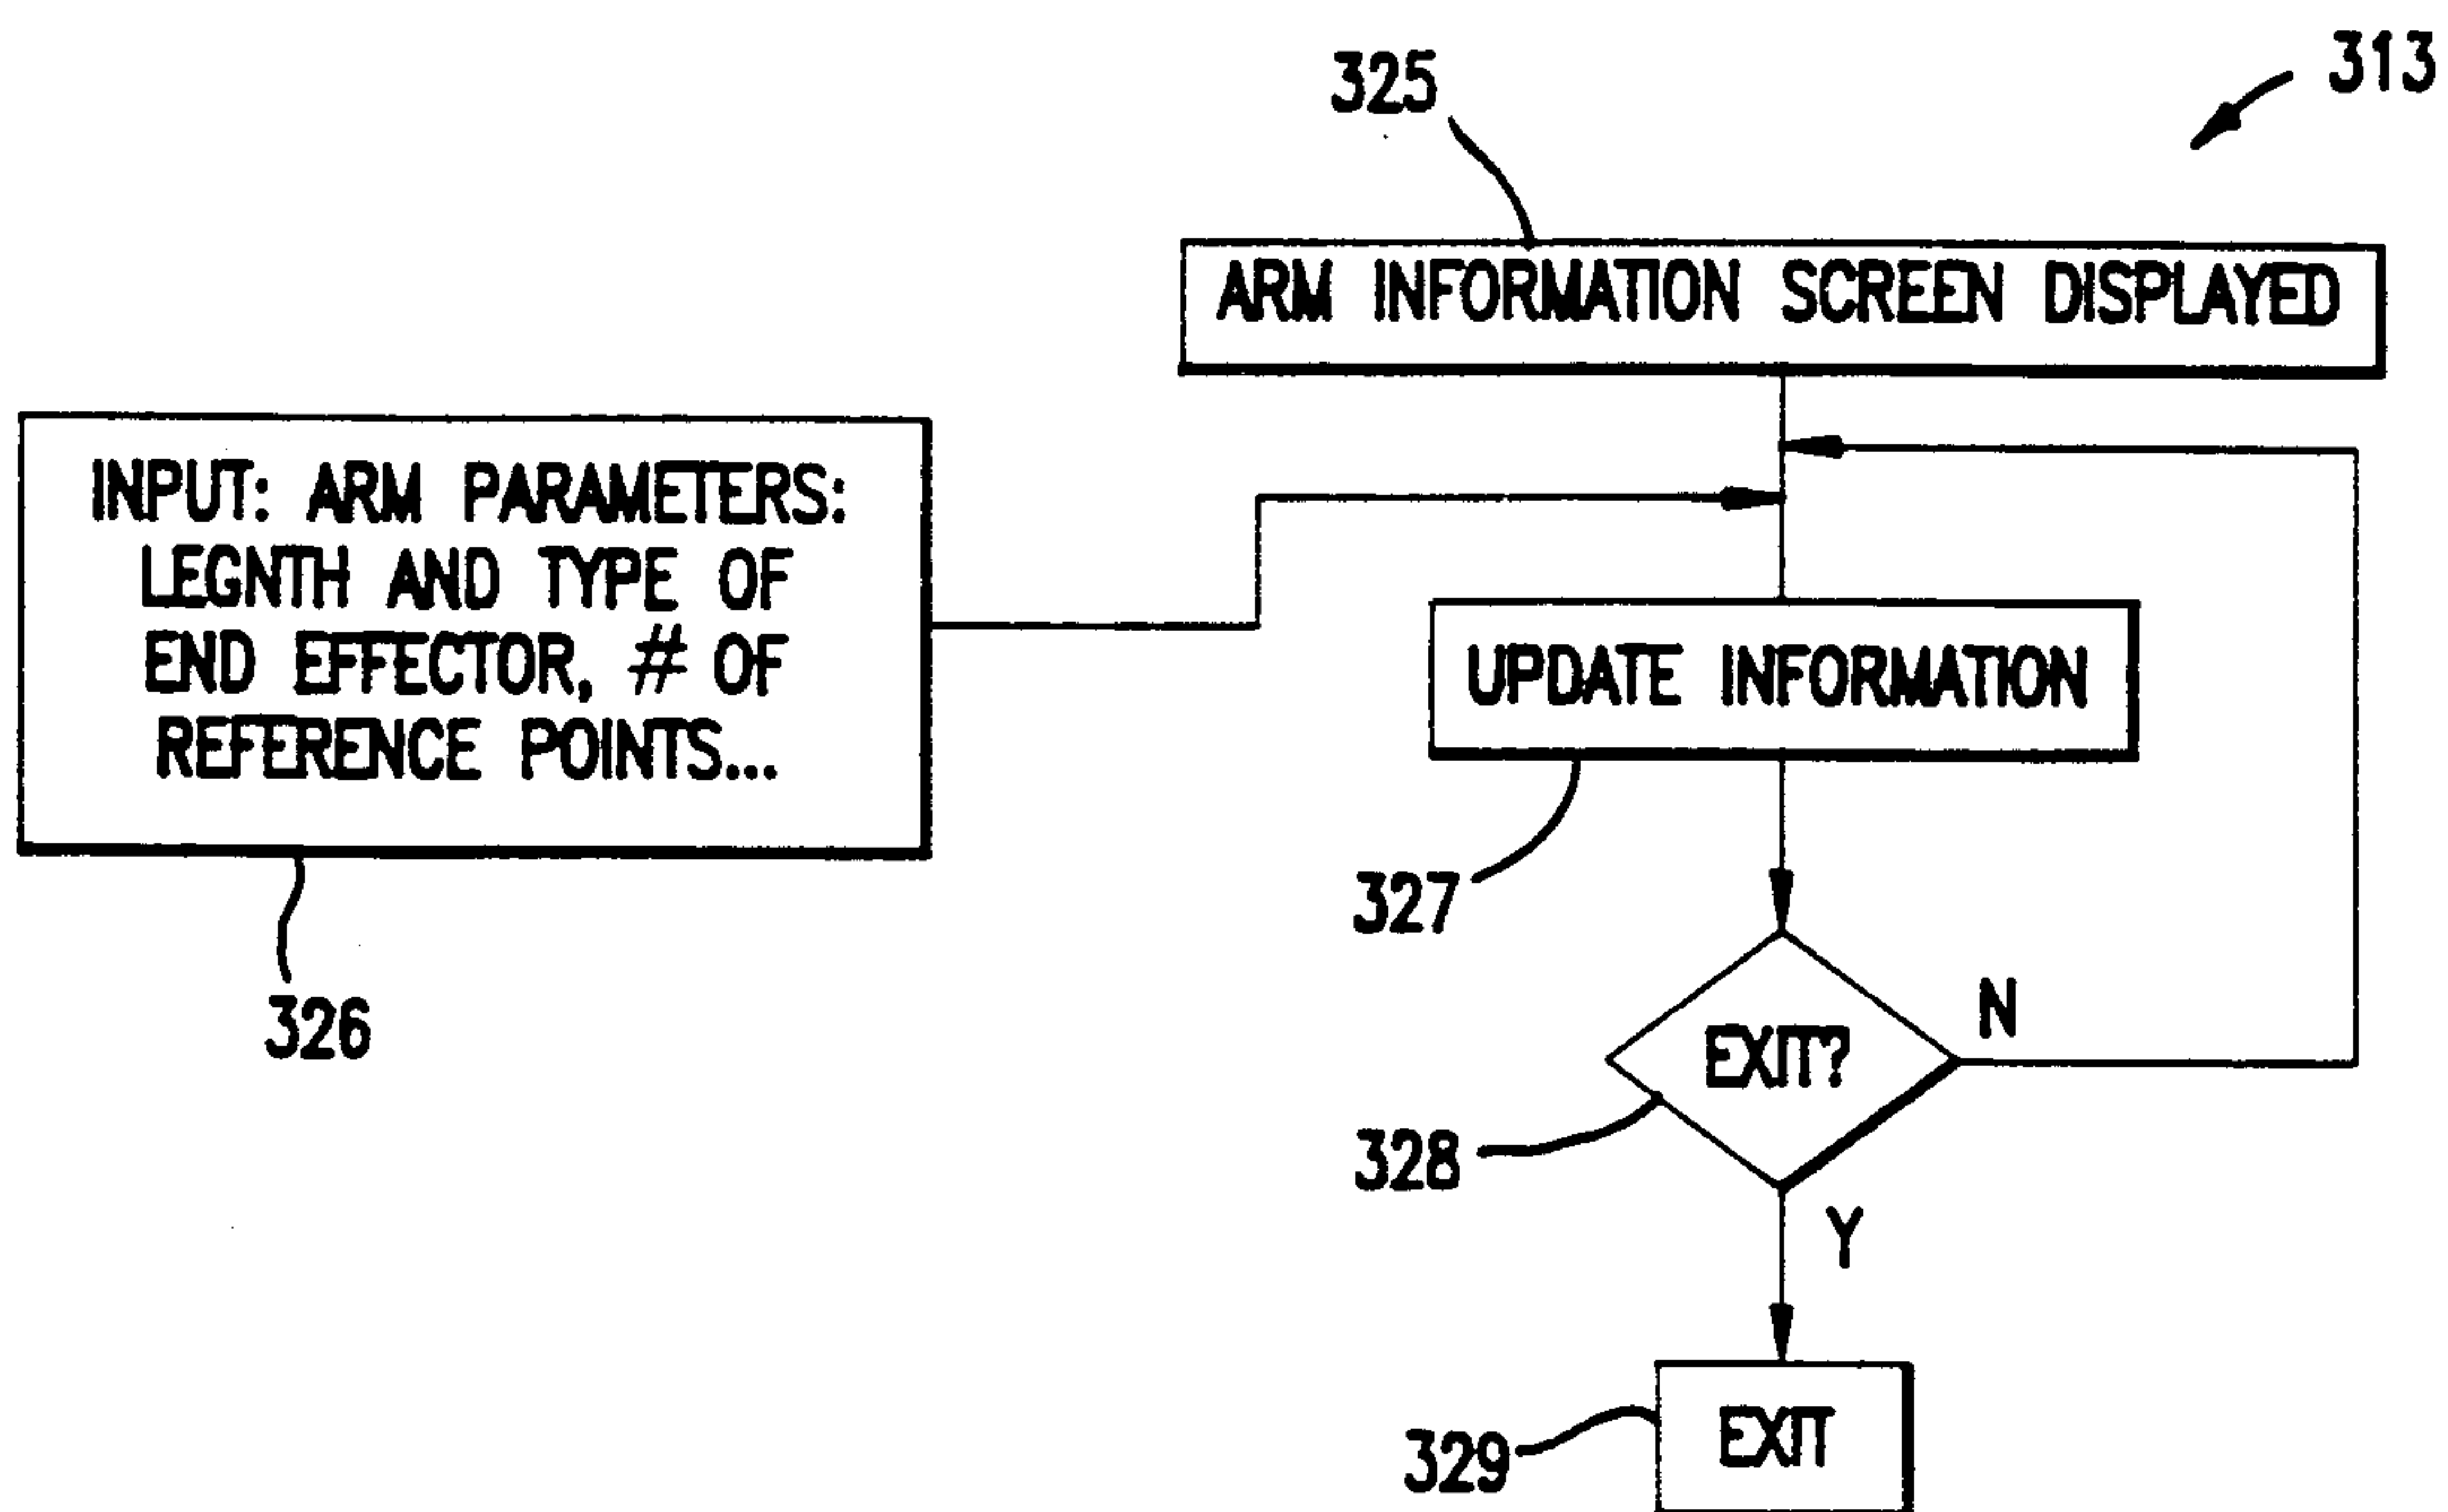 313
325
ARM INFORMATION SCREEN DISPLAYED
INPUT: ARM PARAMETERS:
LEGNTH AND TYPE OF
END EFFECTOR, # OF
REFERENCE POINTS...
326
UPDATE INFORMATION
327
EXIT?
N
328
Y
EXIT
329